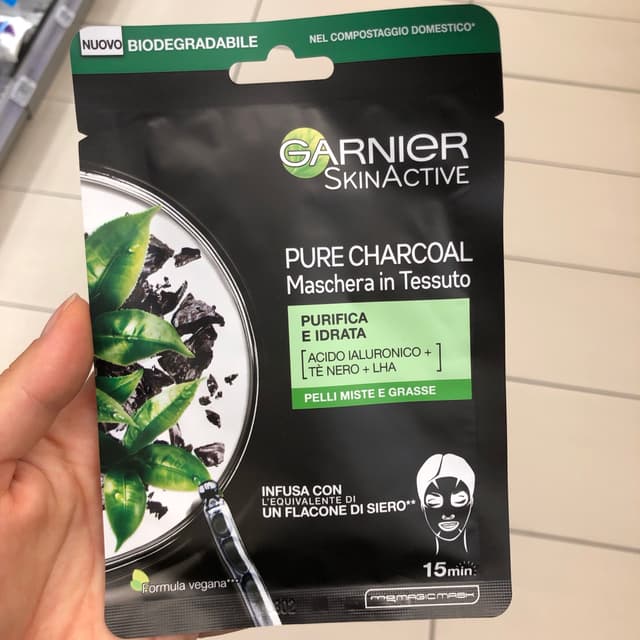 NUOVO BIODEGRADABILE
NEL COMPOSTAGGIO DOMESTICO*
GARNIER
SKINACTIVE
PURE CHARCOAL
Maschera in Tessuto
PURIFICA
E IDRATA
[ACIDO IALURONICO +
TÈ NERO + LHA]
PELLI MISTE E GRASSE
INFUSA CON
L'EQUIVALENTE DI
UN FLACONE DI SIERO**
Formula vegana***
15min
MASK